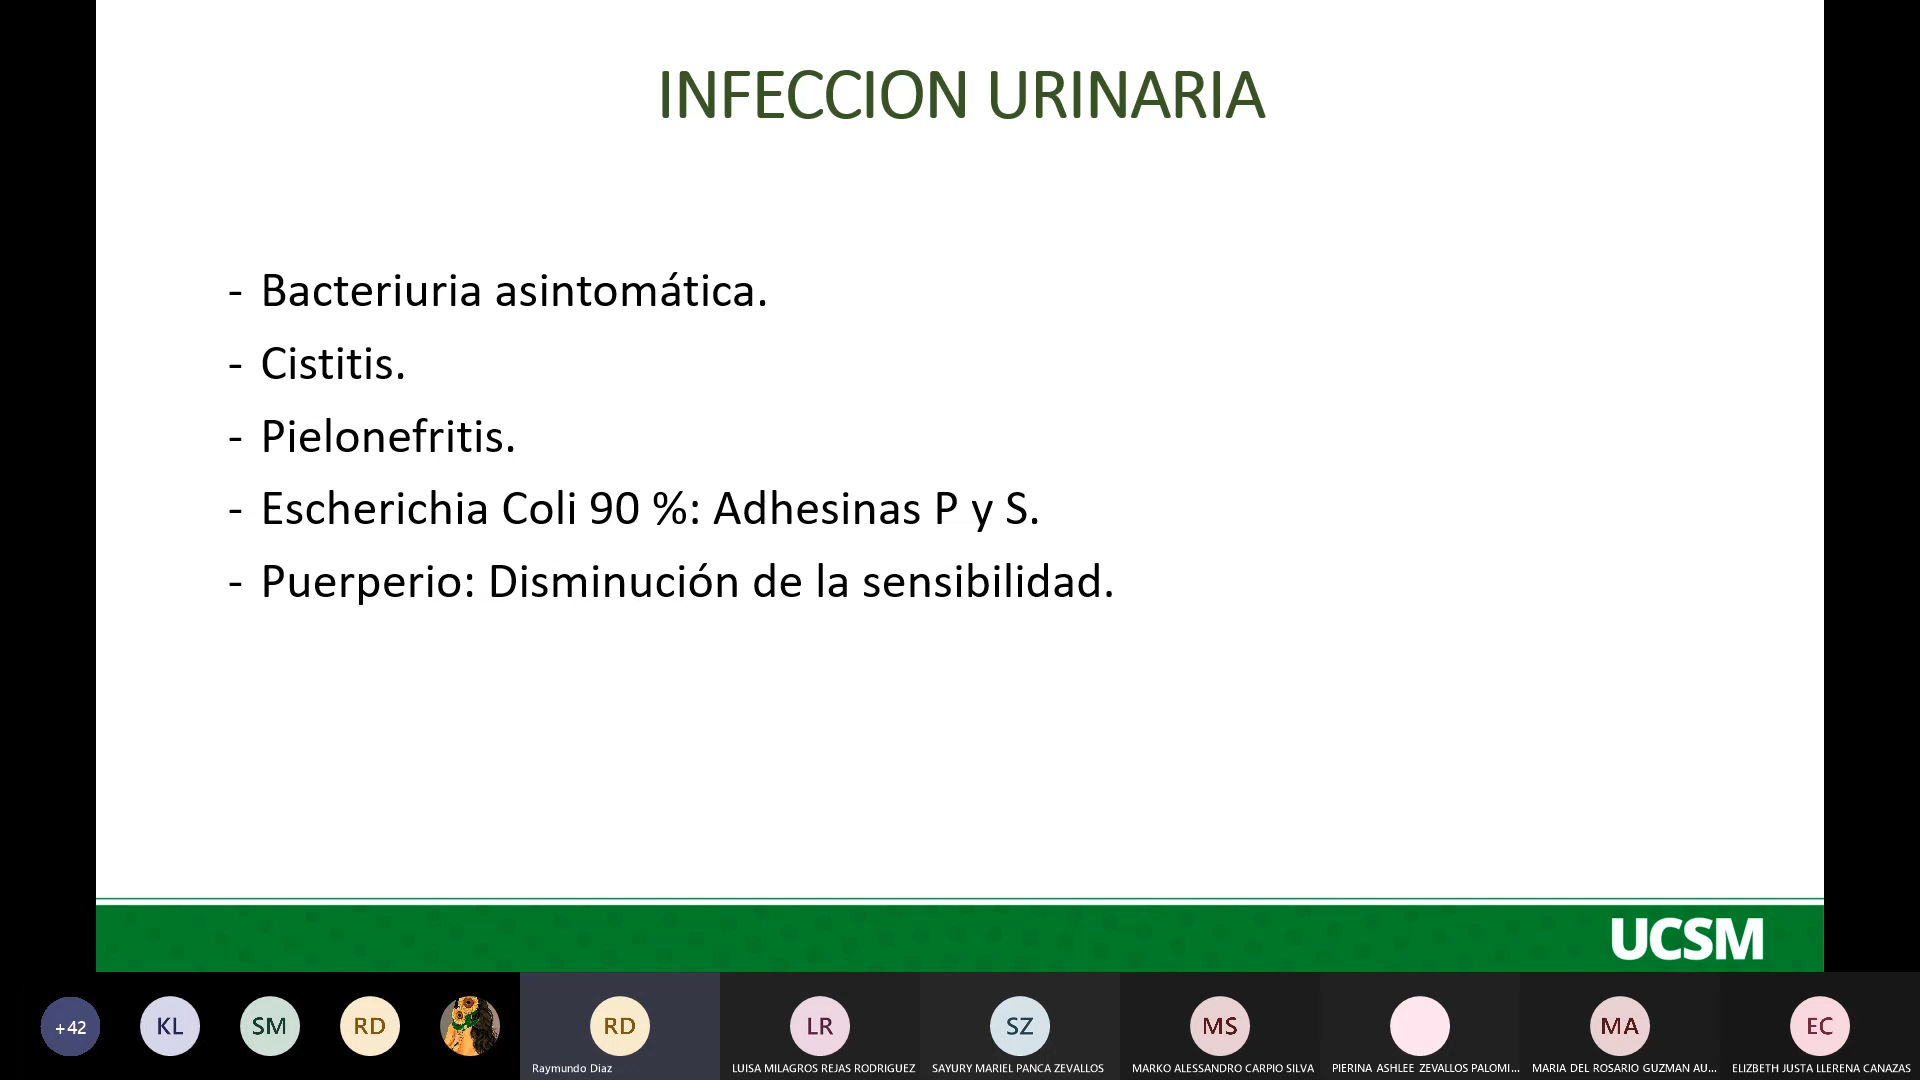 INFECCION URINARIA
- Bacteriuria asintomática.
- Cistitis.
- Pielonefritis.
- Escherichia Coli 90 %: Adhesinas P y S.
- Puerperio: Disminución de la sensibilidad.
UCSM
+42 KL SM RD RD LR SZ MS MA EC
Raymundo Diaz LUISA MILAGROS REJAS RODRIGUEZ SAYURY MARIEL PANCA ZEVALLOS MARKO ALESSANDRO CARPIO SILVA PIERINA ASHLEE ZEVALLOS PALOMI... MARIA DEL ROSARIO GUZMAN AU... ELIZBETH JUSTA LLERENA CANAZAS